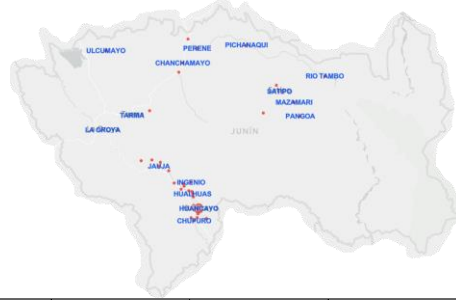 ULCUMAYO
PERENE
PICHANAQUI
CHANCHAMAYO
RIO TAMBO
SATIPO
MAZAMARI
TARMA
PANGOA
LA OROYA
JUNÍN
JAUJA
INGENIO
HUALHUAS
HUANCAYO
CHUPURO